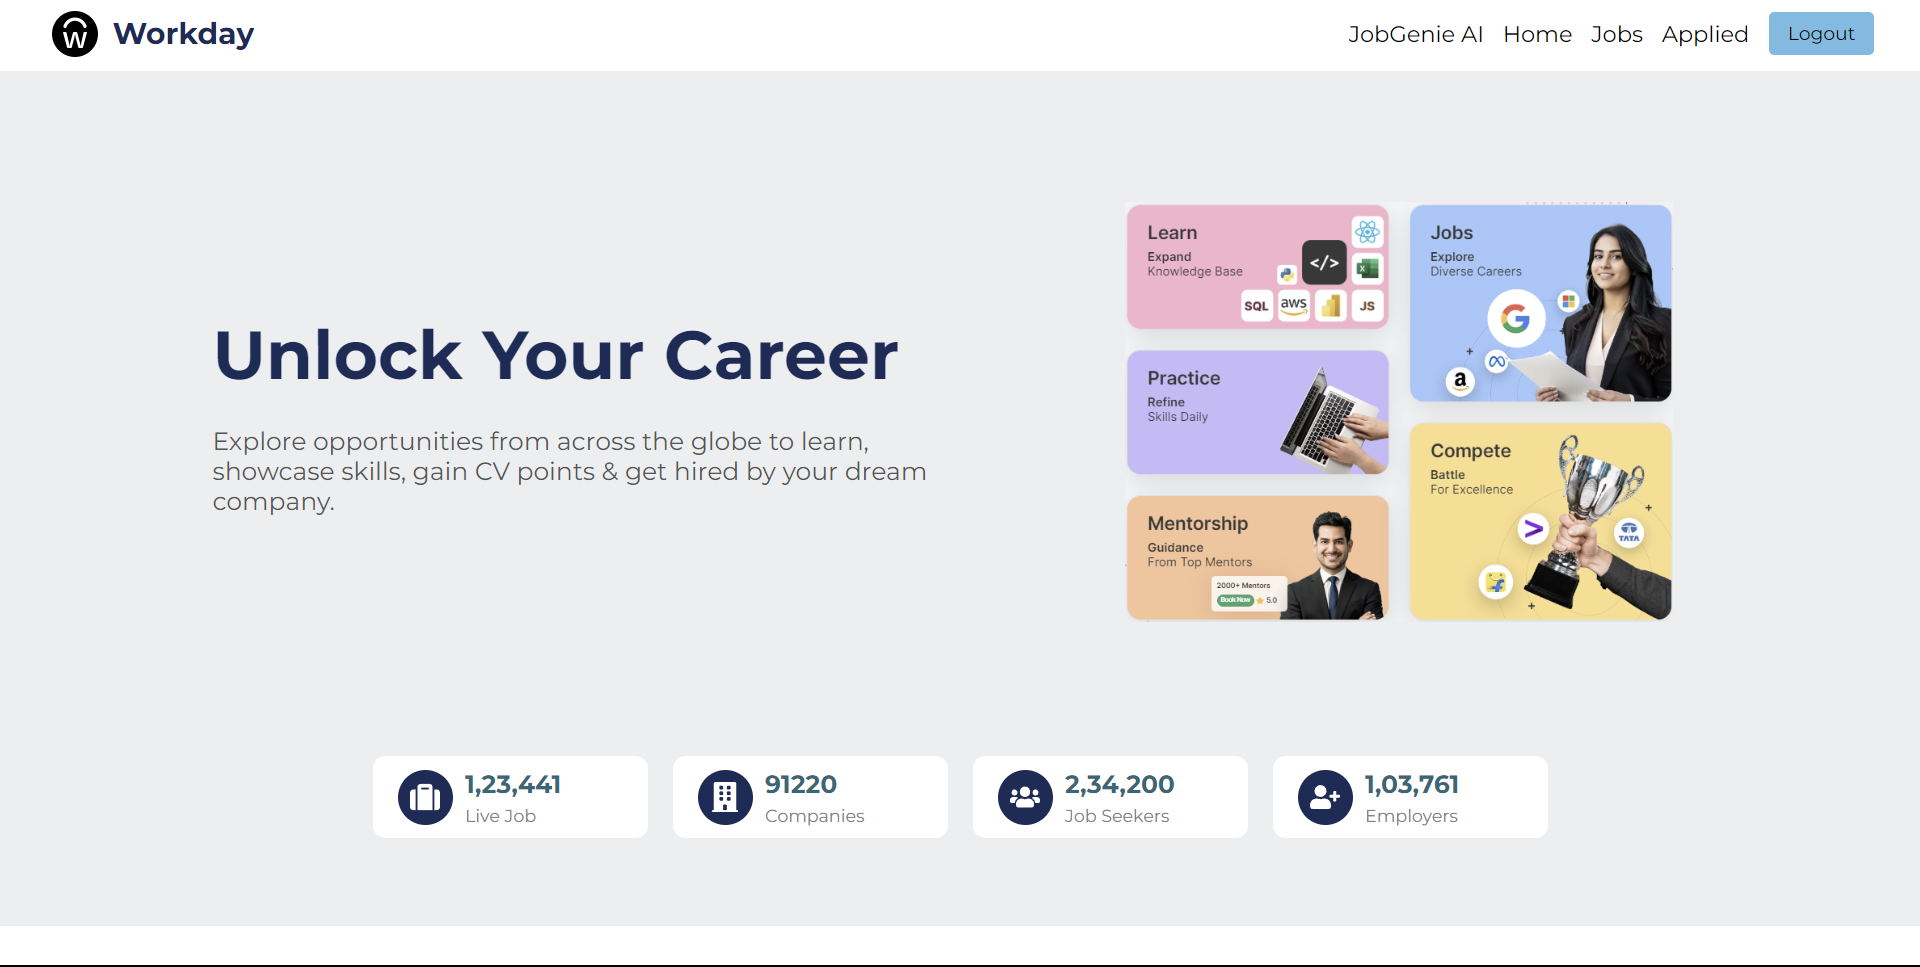 Workday
JobGenie AI
Home
Jobs
Applied
Logout
Unlock Your Career
Explore opportunities from across the globe to learn,
showcase skills, gain CV points & get hired by your dream
company.
Learn
Expand
Knowledge Base
</>
SQL
aws
JS
Practice
Refine
Skills Daily
Mentorship
Guidance
From Top Mentors
2000+ Mentors
Book Now
5.0
Jobs
Explore
Diverse Careers
G
a
Compete
Battle
For Excellence
TATA
1,23,441
Live Job
91220
Companies
2,34,200
Job Seekers
1,03,761
Employers